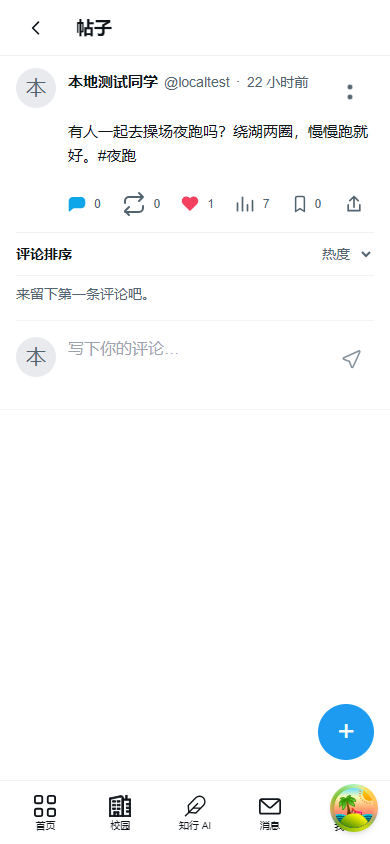 帖子
本
本地测试同学 @localtest · 22 小时前
有人一起去操场夜跑吗？绕湖两圈，慢慢跑就
好。#夜跑
0 0 1 7 0
评论排序
热度
来留下第一条评论吧。
本
写下你的评论...
+
首页 校园 知行 AI 消息